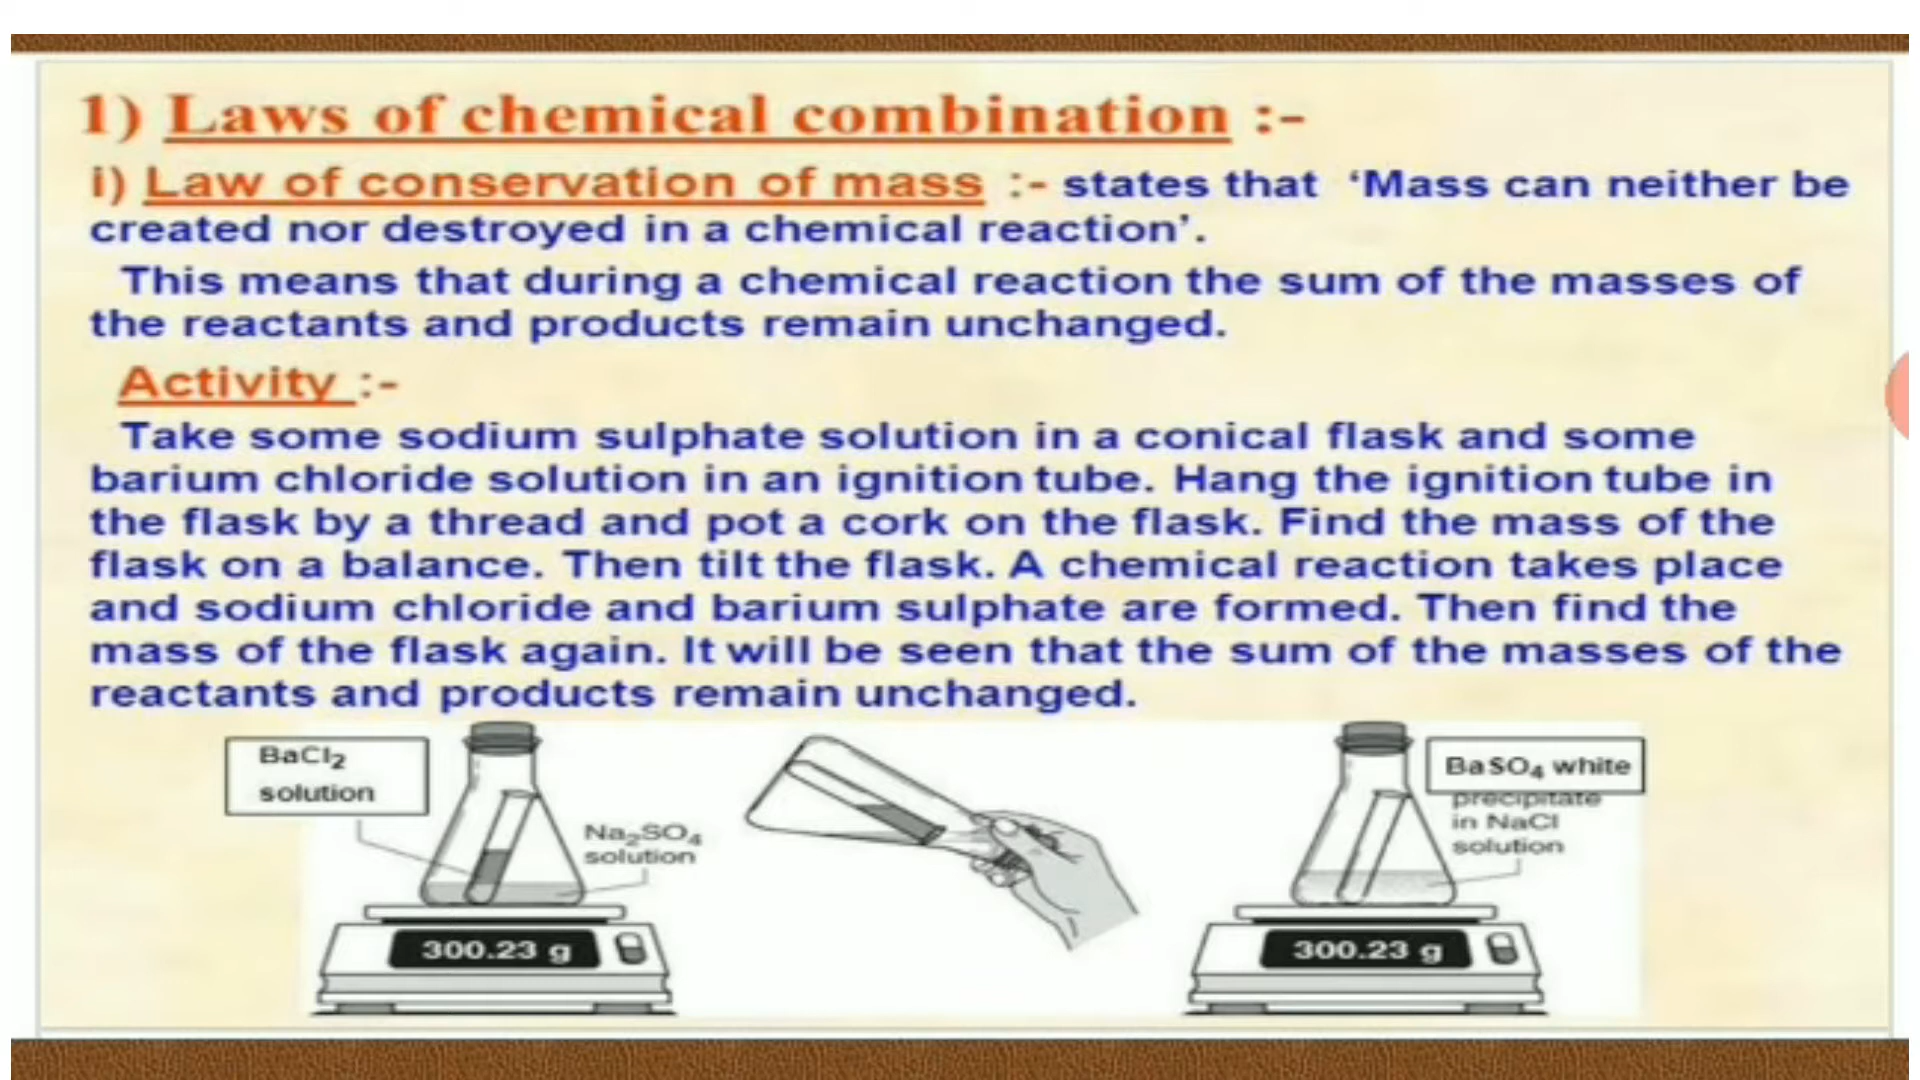 1) Laws of chemical combination :-
i) Law of conservation of mass :- states that ‘Mass can neither be
created nor destroyed in a chemical reaction’.
This means that during a chemical reaction the sum of the masses of
the reactants and products remain unchanged.
Activity :-
Take some sodium sulphate solution in a conical flask and some
barium chloride solution in an ignition tube. Hang the ignition tube in
the flask by a thread and pot a cork on the flask. Find the mass of the
flask on a balance. Then tilt the flask. A chemical reaction takes place
and sodium chloride and barium sulphate are formed. Then find the
mass of the flask again. It will be seen that the sum of the masses of the
reactants and products remain unchanged.
BaCl₂
solution
Na₂SO₄
solution
300.23 g
BaSO₄ white
precipitate
in NaCl
solution
300.23 g